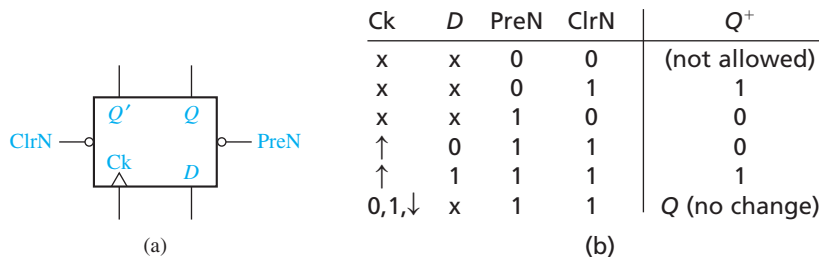 Q′ Q
ClrN PreN
Ck D
(a)
Ck D PreN ClrN Q⁺
x x 0 0 (not allowed)
x x 0 1 1
x x 1 0 0
↑ 0 1 1 0
↑ 1 1 1 1
0,1,↓ x 1 1 Q (no change)
(b)